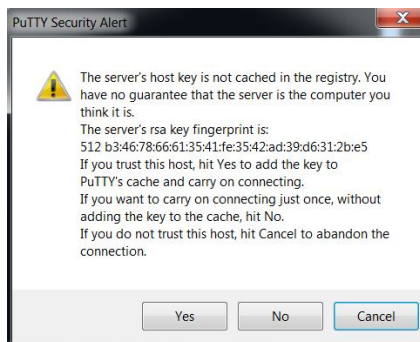 PuTTY Security Alert
The server's host key is not cached in the registry. You
have no guarantee that the server is the computer you
think it is.
The server's rsa key fingerprint is:
512 b3:46:78:66:61:35:41:fe:35:42:ad:39:d6:31:2b:e5
If you trust this host, hit Yes to add the key to
PuTTY's cache and carry on connecting.
If you want to carry on connecting just once, without
adding the key to the cache, hit No.
If you do not trust this host, hit Cancel to abandon the
connection.
Yes No Cancel